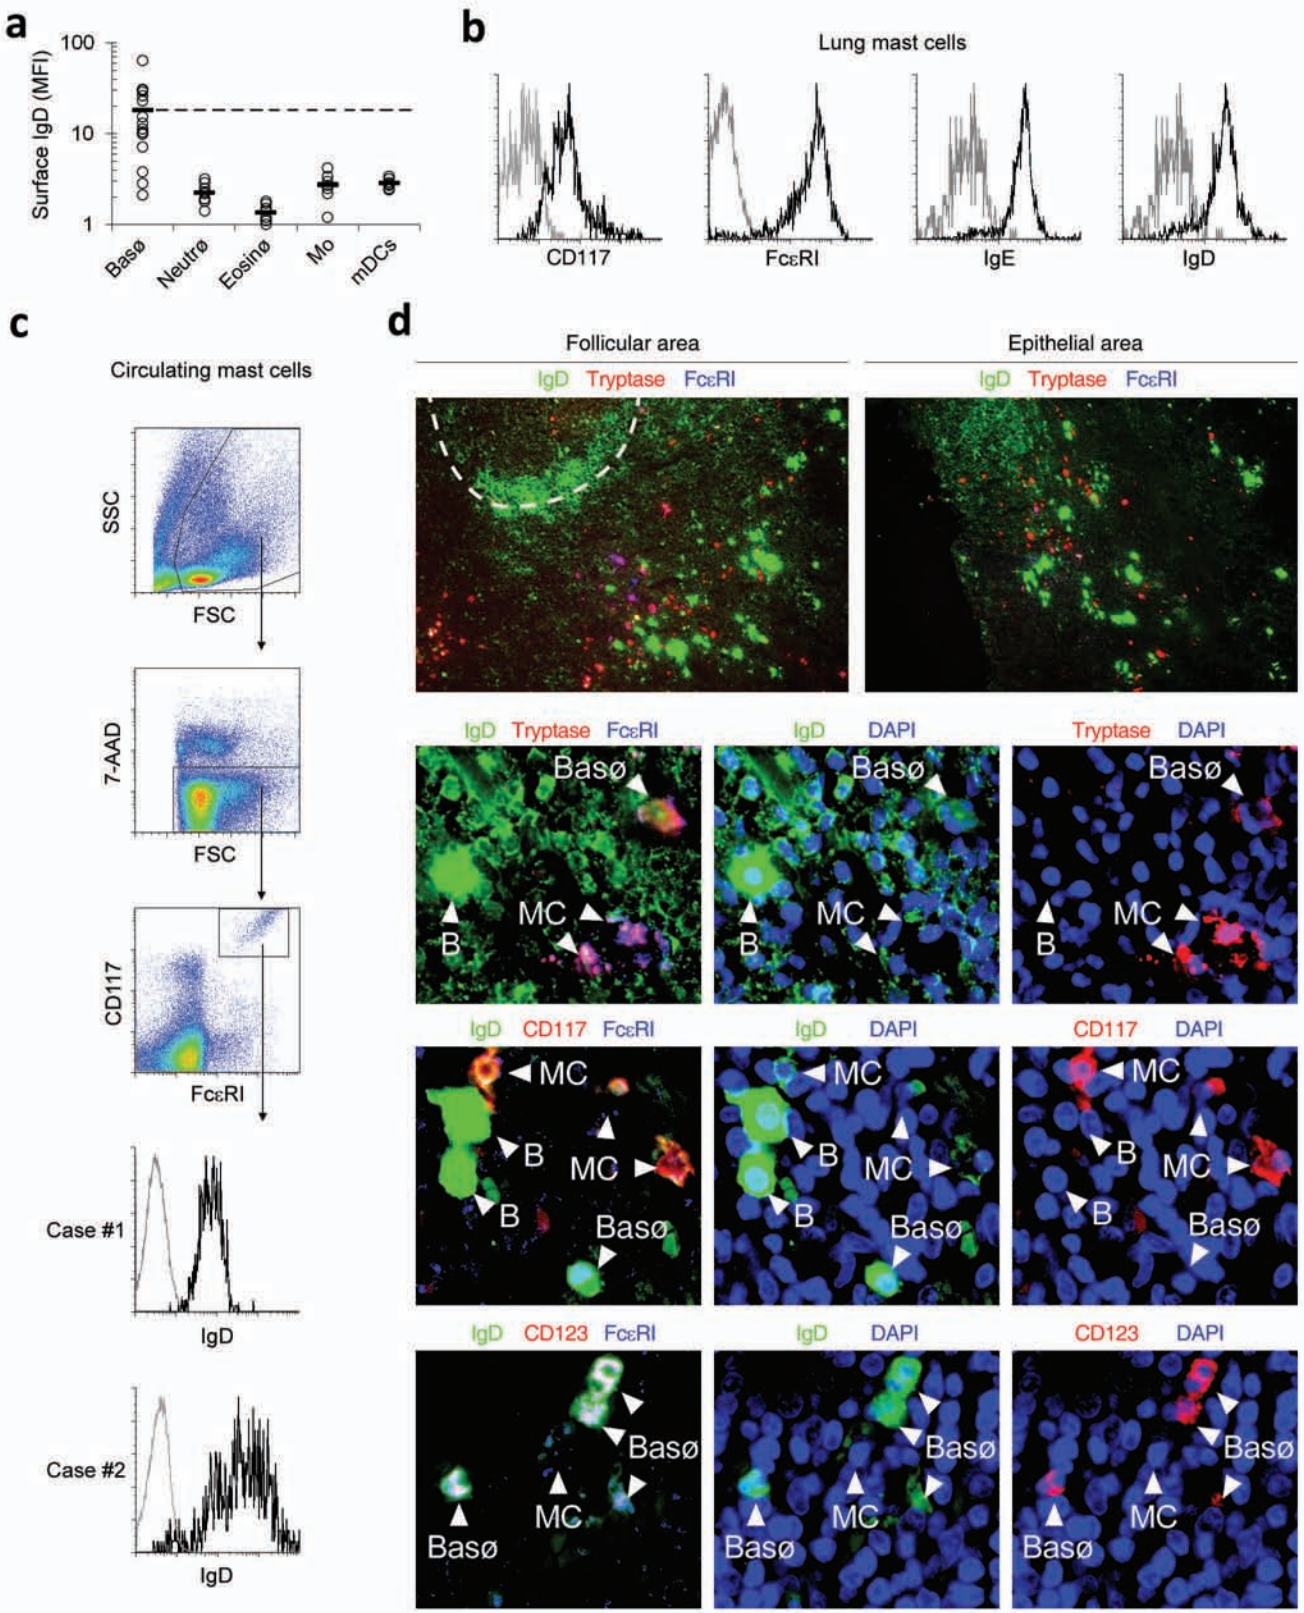 a
Surface IgD (MFI)
100
10
1
Basø
Neutrø
Eosinø
Mo
mDCs
b
Lung mast cells
CD117
FcεRI
IgE
IgD
c
Circulating mast cells
SSC
FSC
7-AAD
FSC
CD117
FcεRI
Case #1
IgD
Case #2
IgD
d
Follicular area
Epithelial area
IgD Tryptase FcεRI
IgD Tryptase FcεRI
IgD Tryptase FcεRI
IgD DAPI
Tryptase DAPI
Basø
MC
B
Basø
MC
B
Basø
MC
B
IgD CD117 FcεRI
IgD DAPI
CD117 DAPI
MC
B
MC
B
Basø
MC
B
MC
B
Basø
MC
B
MC
B
Basø
IgD CD123 FcεRI
IgD DAPI
CD123 DAPI
Basø
MC
Basø
Basø
MC
Basø
Basø
MC
Basø